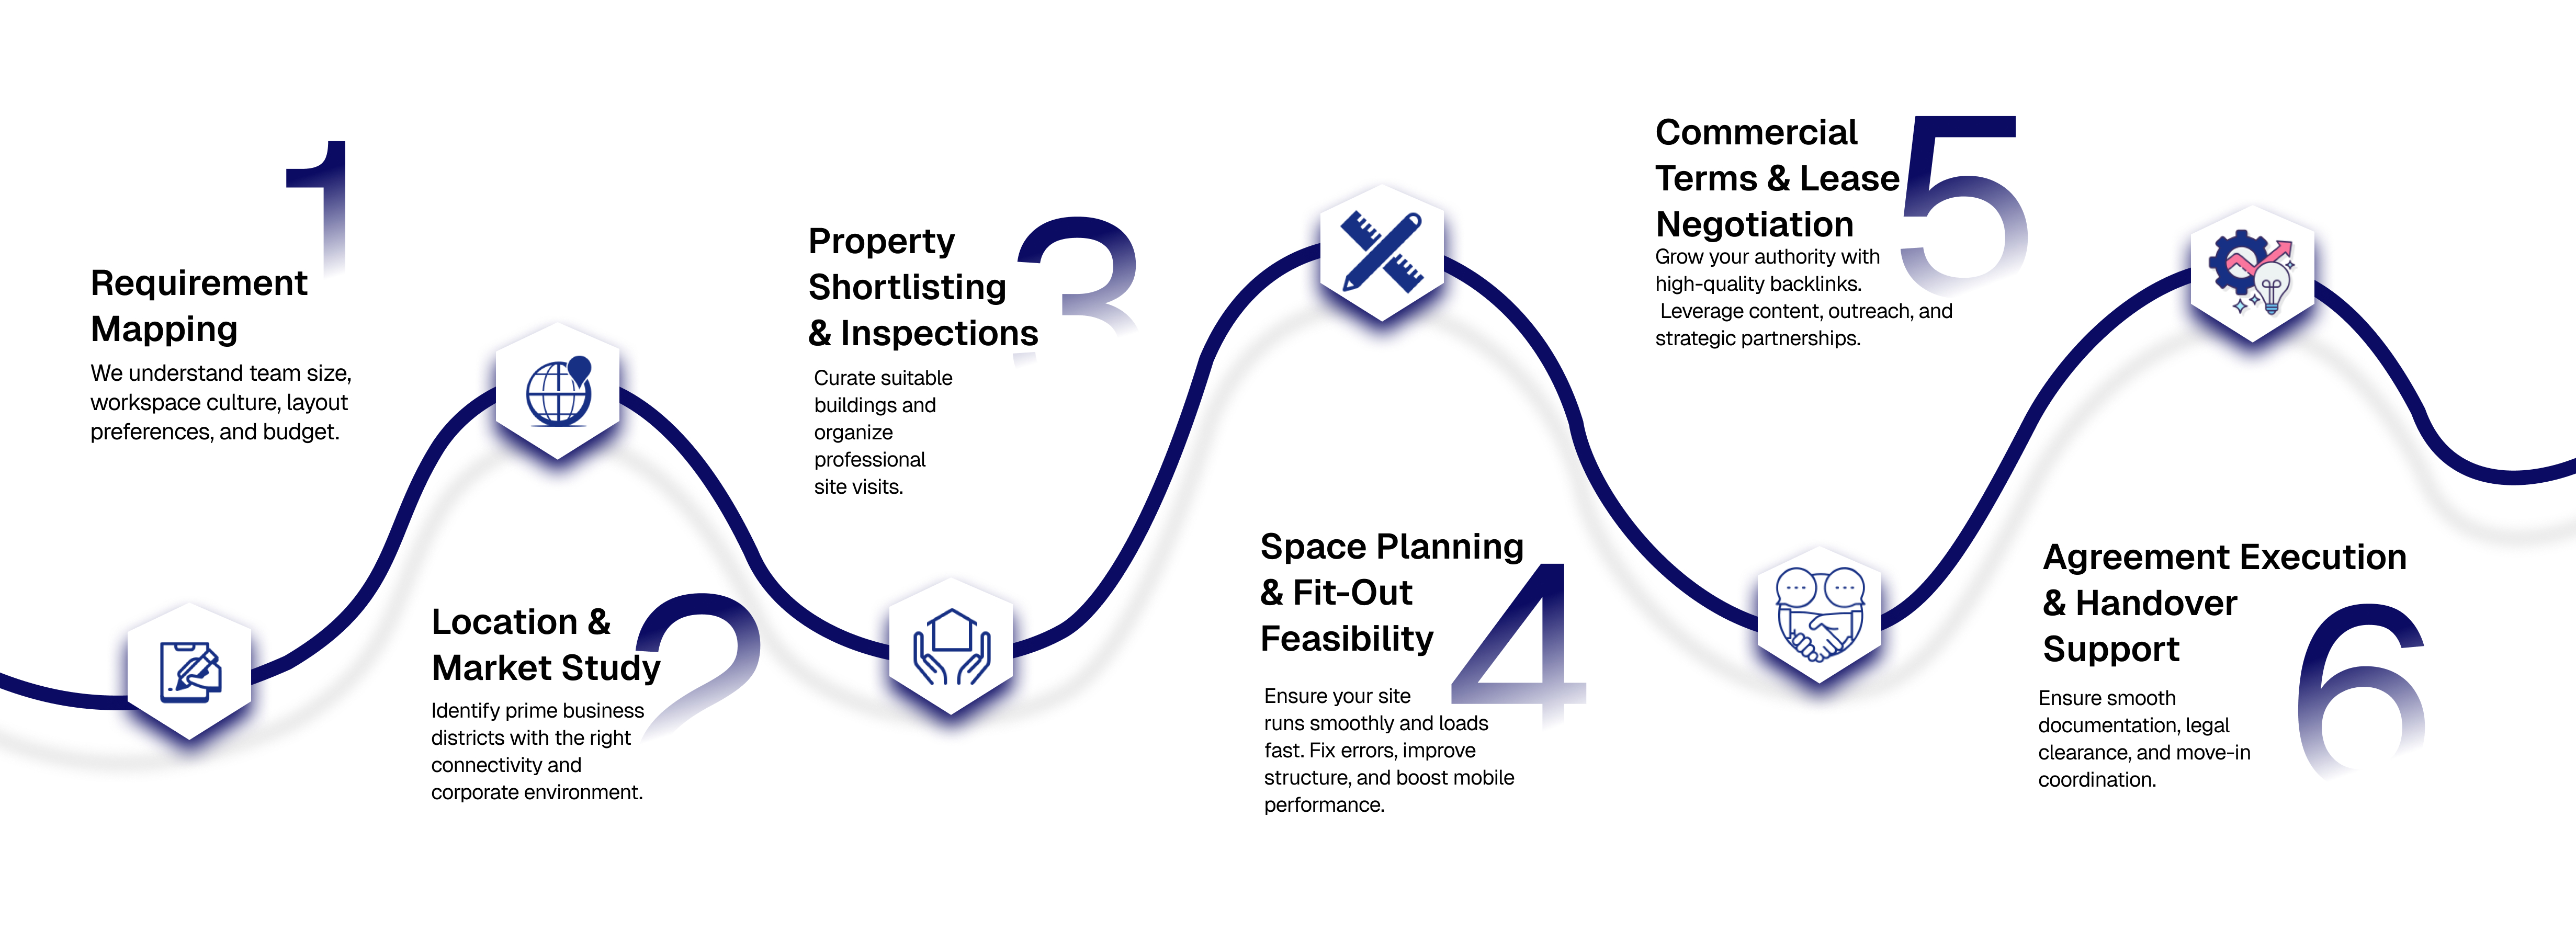 1
Requirement
Mapping
We understand team size,
workspace culture, layout
preferences, and budget.
2
Location &
Market Study
Identify prime business
districts with the right
connectivity and
corporate environment.
3
Property
Shortlisting
& Inspections
Curate suitable
buildings and
organize
professional
site visits.
4
Space Planning
& Fit-Out
Feasibility
Ensure your site
runs smoothly and loads
fast. Fix errors, improve
structure, and boost mobile
performance.
5
Commercial
Terms & Lease
Negotiation
Grow your authority with
high-quality backlinks.
Leverage content, outreach, and
strategic partnerships.
6
Agreement Execution
& Handover
Support
Ensure smooth
documentation, legal
clearance, and move-in
coordination.